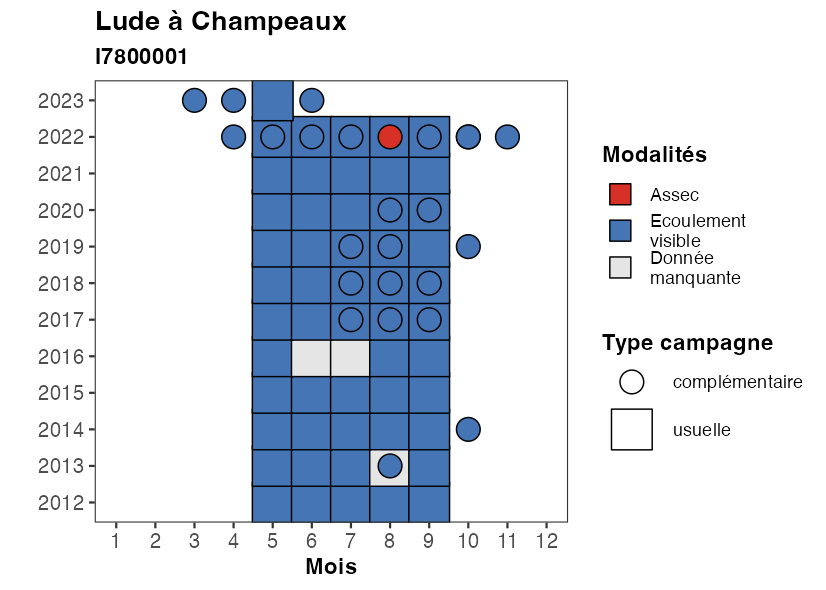 Lude à Champeaux
I7800001
2023
2022
2021
2020
2019
2018
2017
2016
2015
2014
2013
2012
1 2 3 4 5 6 7 8 9 10 11 12
Mois
Modalités
Assec
Ecoulement
visible
Donnée
manquante
Type campagne
complémentaire
usuelle